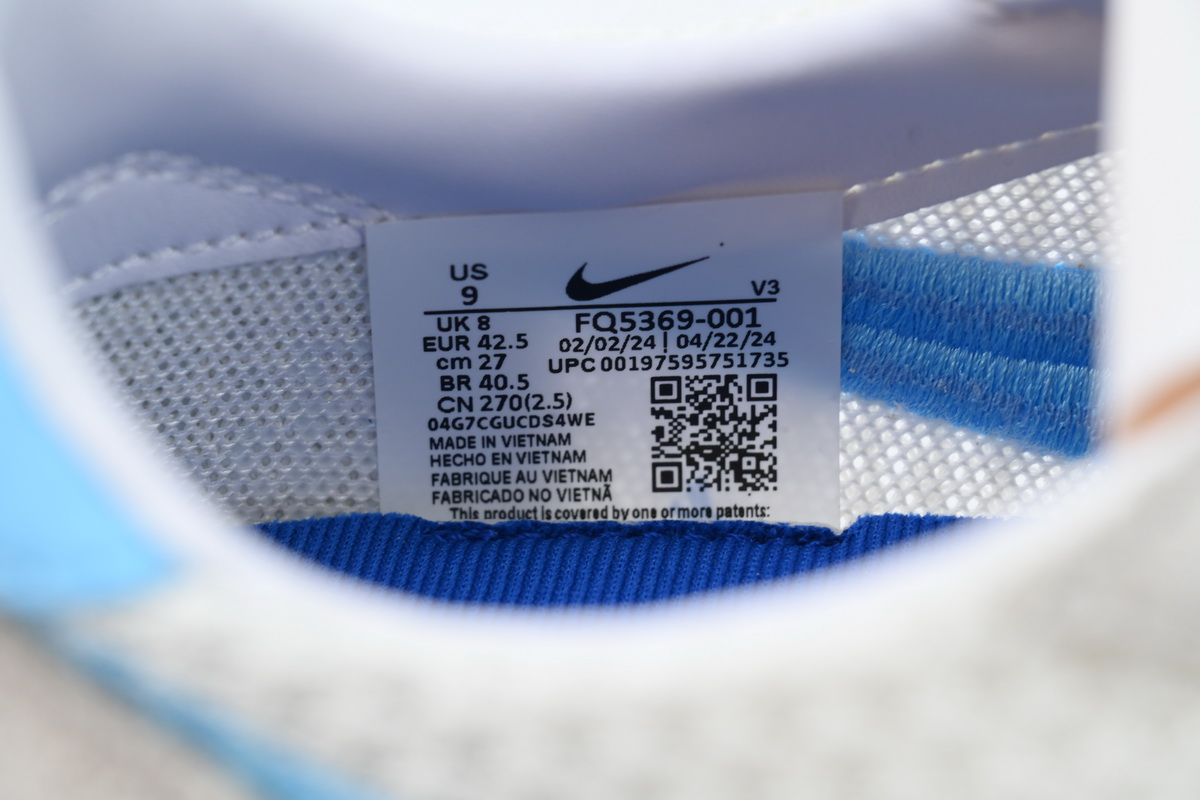 US
9
V3
UK 8
FQ5369-001
EUR 42.5
02/02/24 | 04/22/24
cm 27
UPC 00197595751735
BR 40.5
CN 270(2.5)
04G7CGUCDS4WE
MADE IN VIETNAM
HECHO EN VIETNAM
FABRIQUE AU VIETNAM
FABRICADO NO VIETNÃ
This product is covered by one or more patents: